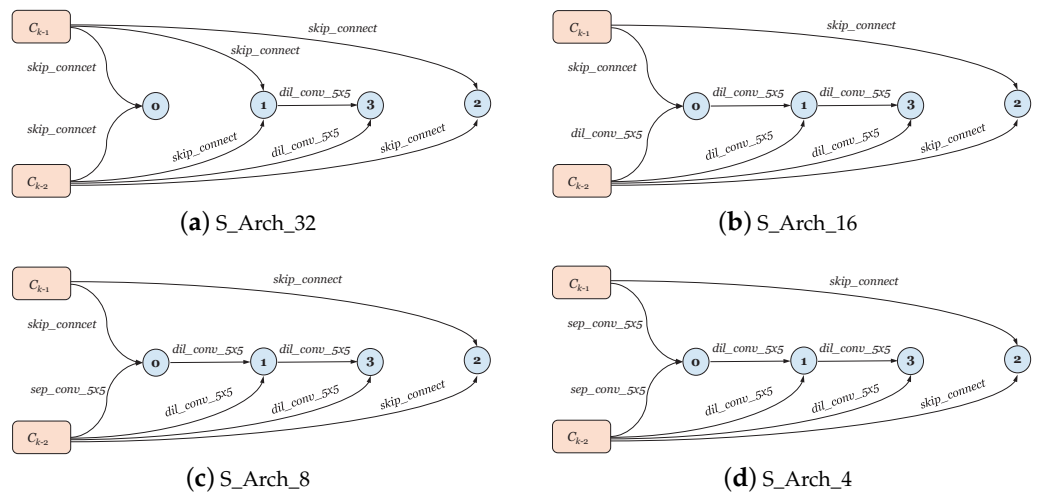 C_{k-1}
skip_connect
skip_connect
skip_conncet
0
1
dil_conv_5x5
3
2
skip_conncet
skip_connect
dil_conv_5x5
skip_connect
C_{k-2}
(a) S_Arch_32
C_{k-1}
skip_connect
skip_conncet
0
dil_conv_5x5
1
dil_conv_5x5
3
2
dil_conv_5x5
dil_conv_5x5
dil_conv_5x5
skip_connect
C_{k-2}
(b) S_Arch_16
C_{k-1}
skip_connect
skip_conncet
0
dil_conv_5x5
1
dil_conv_5x5
3
2
sep_conv_5x5
dil_conv_5x5
dil_conv_5x5
skip_connect
C_{k-2}
(c) S_Arch_8
C_{k-1}
skip_connect
sep_conv_5x5
0
dil_conv_5x5
1
dil_conv_5x5
3
2
sep_conv_5x5
dil_conv_5x5
dil_conv_5x5
skip_connect
C_{k-2}
(d) S_Arch_4